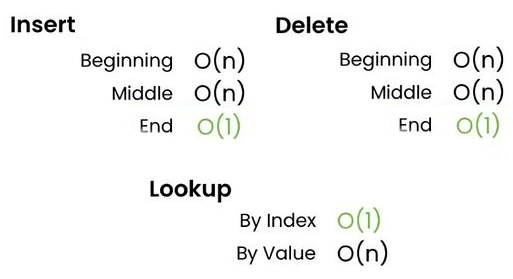 Insert
Beginning O(n)
Middle O(n)
End O(1)
Delete
Beginning O(n)
Middle O(n)
End O(1)
Lookup
By Index O(1)
By Value O(n)